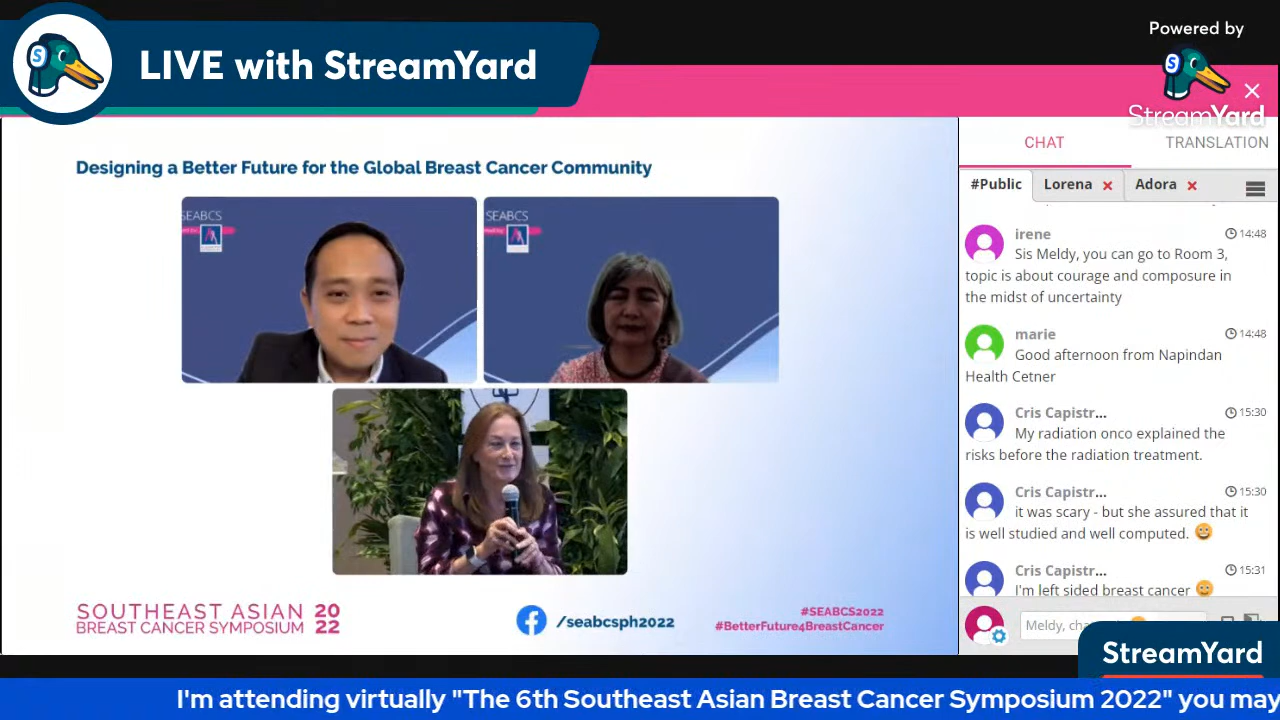 LIVE with StreamYard
Powered by
StreamYard
Designing a Better Future for the Global Breast Cancer Community
SEABCS
SEABCS
SOUTHEAST ASIAN 20
BREAST CANCER SYMPOSIUM 22
/seabcsph2022
#SEABCS2022
#BetterFuture4BreastCancer
CHAT TRANSLATION
#Public Lorena Adora
irene 14:48
Sis Meldy, you can go to Room 3,
topic is about courage and composure in
the midst of uncertainty
marie 14:48
Good afternoon from Napindan
Health Cetner
Cris Capistr... 15:30
My radiation onco explained the
risks before the radiation treatment.
Cris Capistr... 15:30
it was scary - but she assured that it
is well studied and well computed.
Cris Capistr... 15:31
I'm left sided breast cancer
Meldy,
StreamYard
I'm attending virtually "The 6th Southeast Asian Breast Cancer Symposium 2022" you may